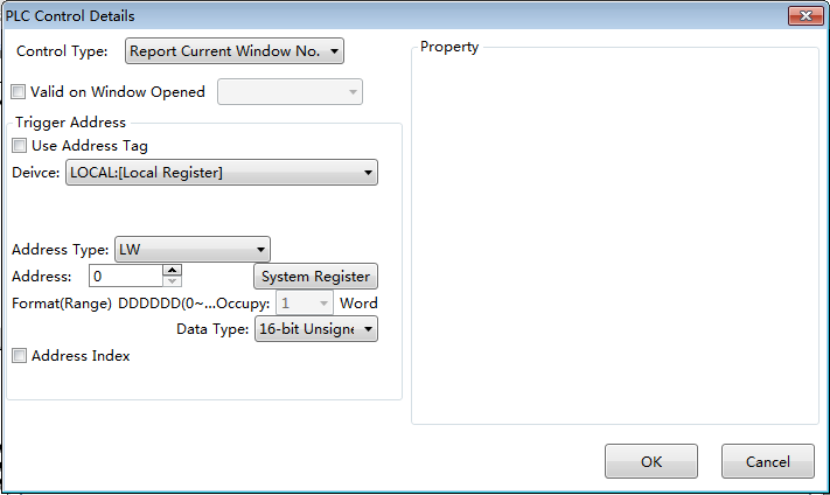 PLC Control Details
Control Type: Report Current Window No.
Property
Valid on Window Opened
Trigger Address
Use Address Tag
Deivce: LOCAL:[Local Register]
Address Type: LW
Address: 0 System Register
Format(Range) DDDDDD(0~...Occupy: 1 Word
Data Type: 16-bit Unsigne
Address Index
OK Cancel